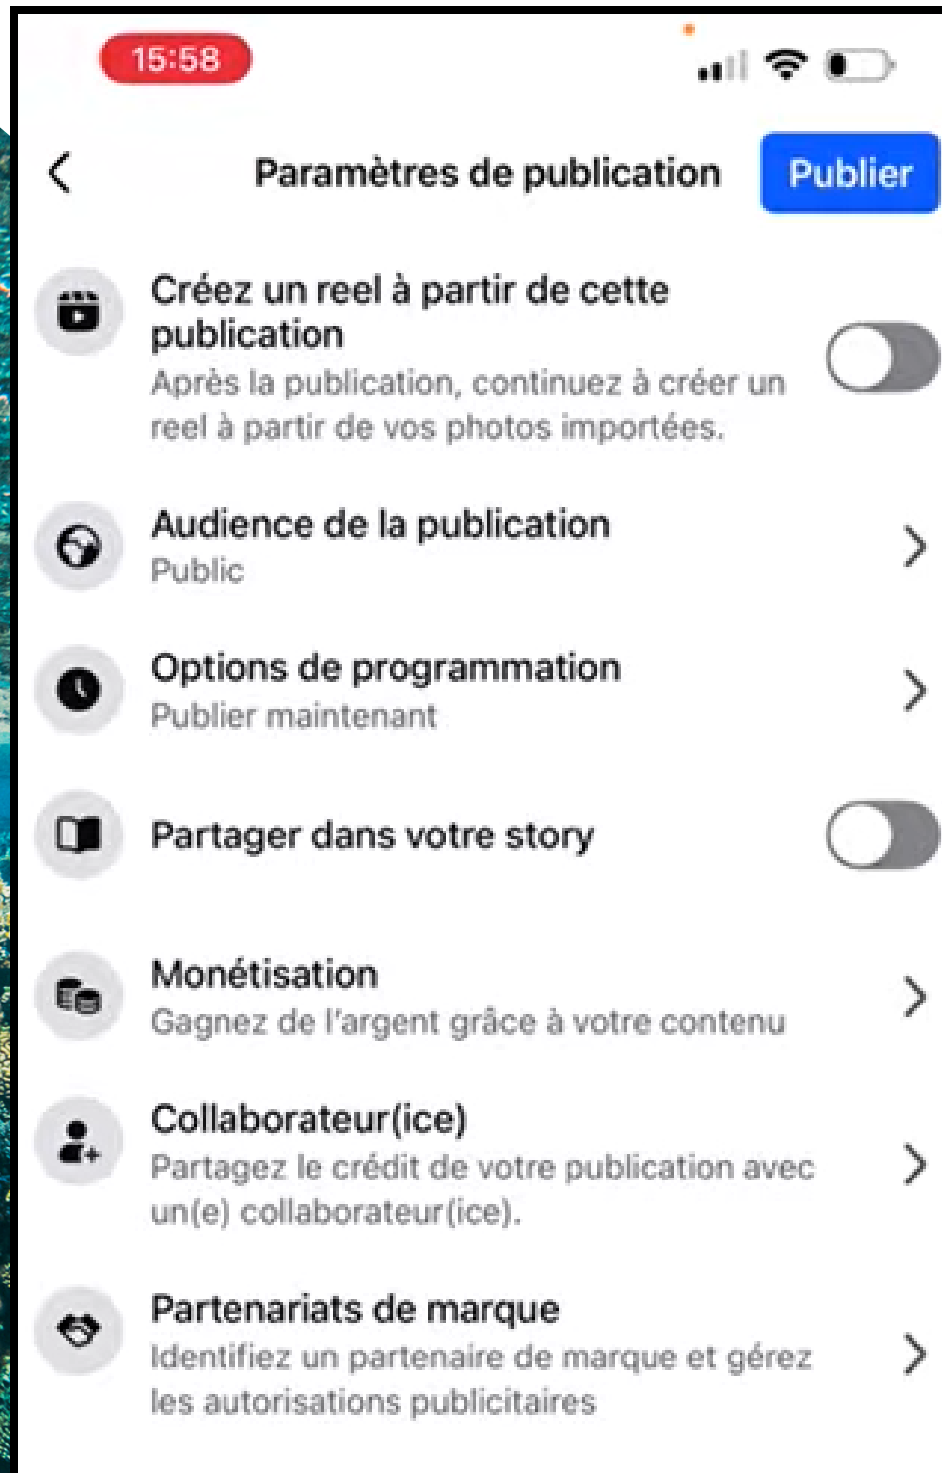 15:58
Paramètres de publication
Publier
Créez un reel à partir de cette
publication
Après la publication, continuez à créer un
reel à partir de vos photos importées.
Audience de la publication
Public
Options de programmation
Publier maintenant
Partager dans votre story
Monétisation
Gagnez de l'argent grâce à votre contenu
Collaborateur(ice)
Partagez le crédit de votre publication avec
un(e) collaborateur(ice).
Partenariats de marque
Identifiez un partenaire de marque et gérez
les autorisations publicitaires